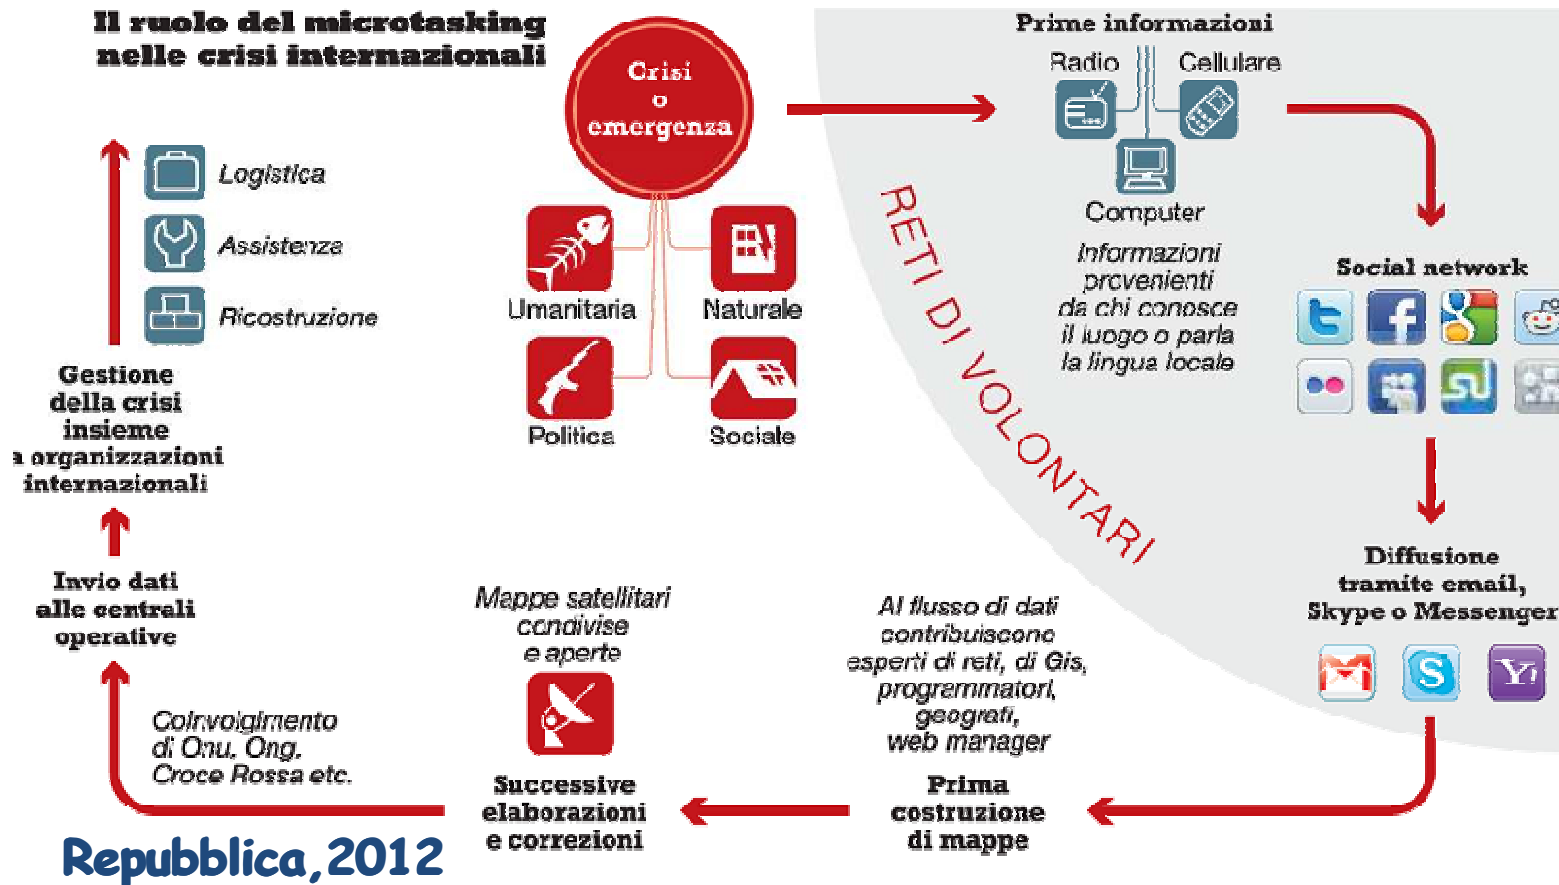 Il ruolo del microtasking
nelle crisi internazionali
Crisi
o
emergenza
Umanitaria
Naturale
Politica
Sociale
Prime informazioni
Radio
Cellulare
Computer
Informazioni
provenienti
da chi conosce
il luogo o parla
la lingua locale
RETI DI VOLONTARI
Social network
Diffusione
tramite email,
Skype o Messenger
Al flusso di dati
contribuiscono
esperti di reti, di Gis,
programmatori,
geografi,
web manager
Prima
costruzione
di mappe
Mappe satellitari
condivise
e aperte
Successive
elaborazioni
e correzioni
Coinvolgimento
di Onu, Ong,
Croce Rossa etc.
Invio dati
alle centrali
operative
Gestione
della crisi
insieme
a organizzazioni
internazionali
Logistica
Assistenza
Ricostruzione
Repubblica, 2012